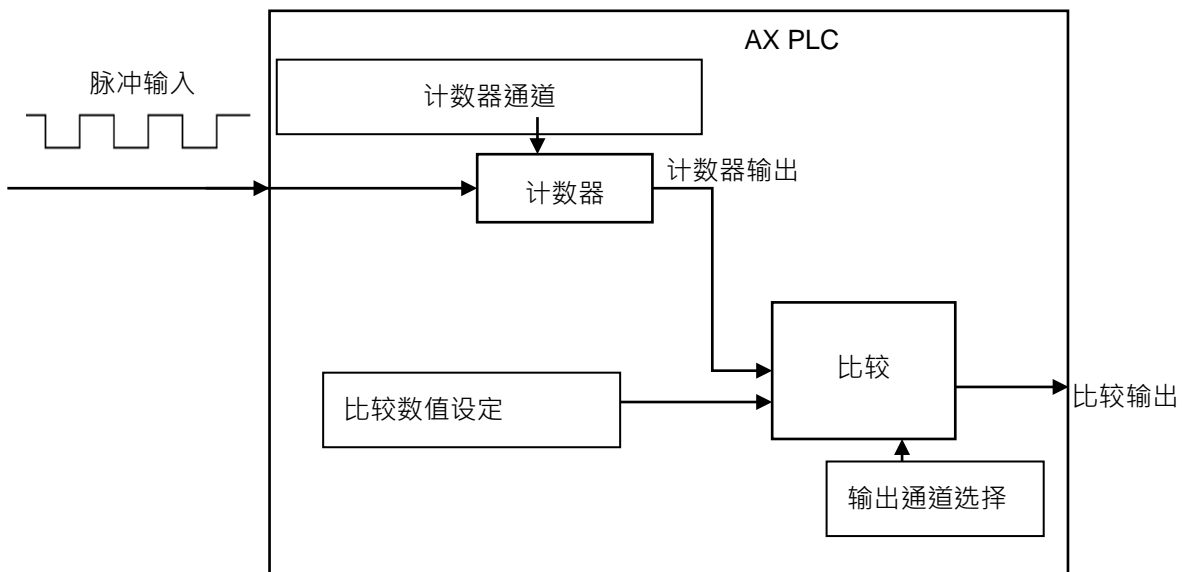 AX PLC
脉冲输入
计数器通道
计数器
计数器输出
比较
比较数值设定
比较输出
输出通道选择